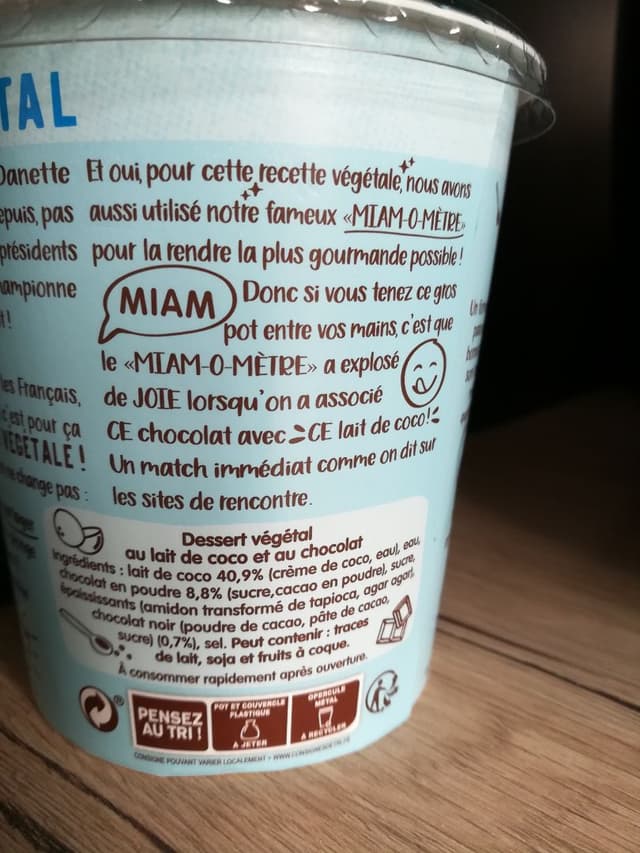 TAL
Danette
epuis, pas
présidents
t!
les Français,
c'est pour ça
VÉGÉTALE !
change pas :
Et oui, pour cette recette végétale, nous avons
aussi utilisé notre fameux «MIAM-O-MÈTRE»
pour la rendre la plus gourmande possible !
MIAM
Donc si vous tenez ce gros
pot entre vos mains, c'est que
le «MIAM-O-MÈTRE» a explosé
de JOIE lorsqu'on a associé
CE chocolat avec CE lait de coco!
Un match immédiat comme on dit sur
les sites de rencontre.
Dessert végétal
au lait de coco et au chocolat
Ingrédients : lait de coco 40,9% (crème de coco, eau), eau,
chocolat en poudre 8,8% (sucre, cacao en poudre), sucre,
épaississants (amidon transformé de tapioca, agar agar),
chocolat noir (poudre de cacao, pâte de cacao,
sucre) (0,7%), sel. Peut contenir : traces
de lait, soja et fruits à coque.
À consommer rapidement après ouverture.
PENSEZ
AU TRI !
POT ET COUVERCLE
PLASTIQUE
À JETER
OPERCULE
MÉTAL
À RECYCLER
CONSIGNE POUVANT VARIER LOCALEMENT > WWW.CONSIGNESDETRI.FR